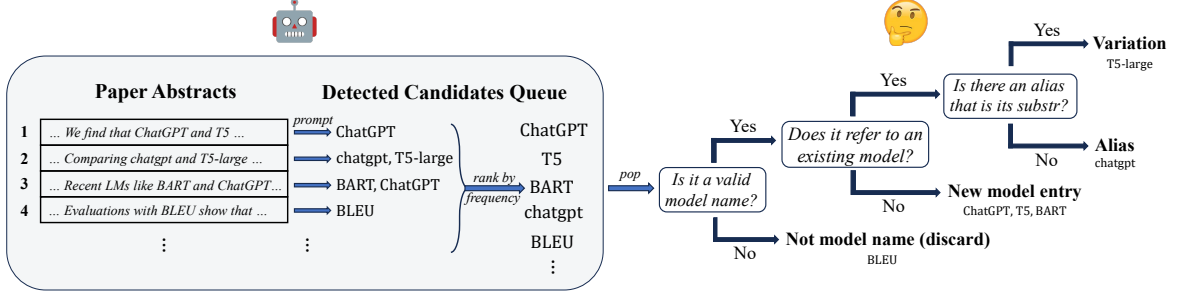 Paper Abstracts
Detected Candidates Queue
1
... We find that ChatGPT and T5 ...
prompt
ChatGPT
2
... Comparing chatgpt and T5-large ...
chatgpt, T5-large
3
... Recent LMs like BART and ChatGPT...
BART, ChatGPT
4
... Evaluations with BLEU show that ...
BLEU
rank by
frequency
ChatGPT
T5
BART
chatgpt
BLEU
pop
Is it a valid
model name?
Yes
No
Not model name (discard)
BLEU
Does it refer to an
existing model?
Yes
No
New model entry
ChatGPT, T5, BART
Is there an alias
that is its substr?
Yes
Variation
T5-large
No
Alias
chatgpt